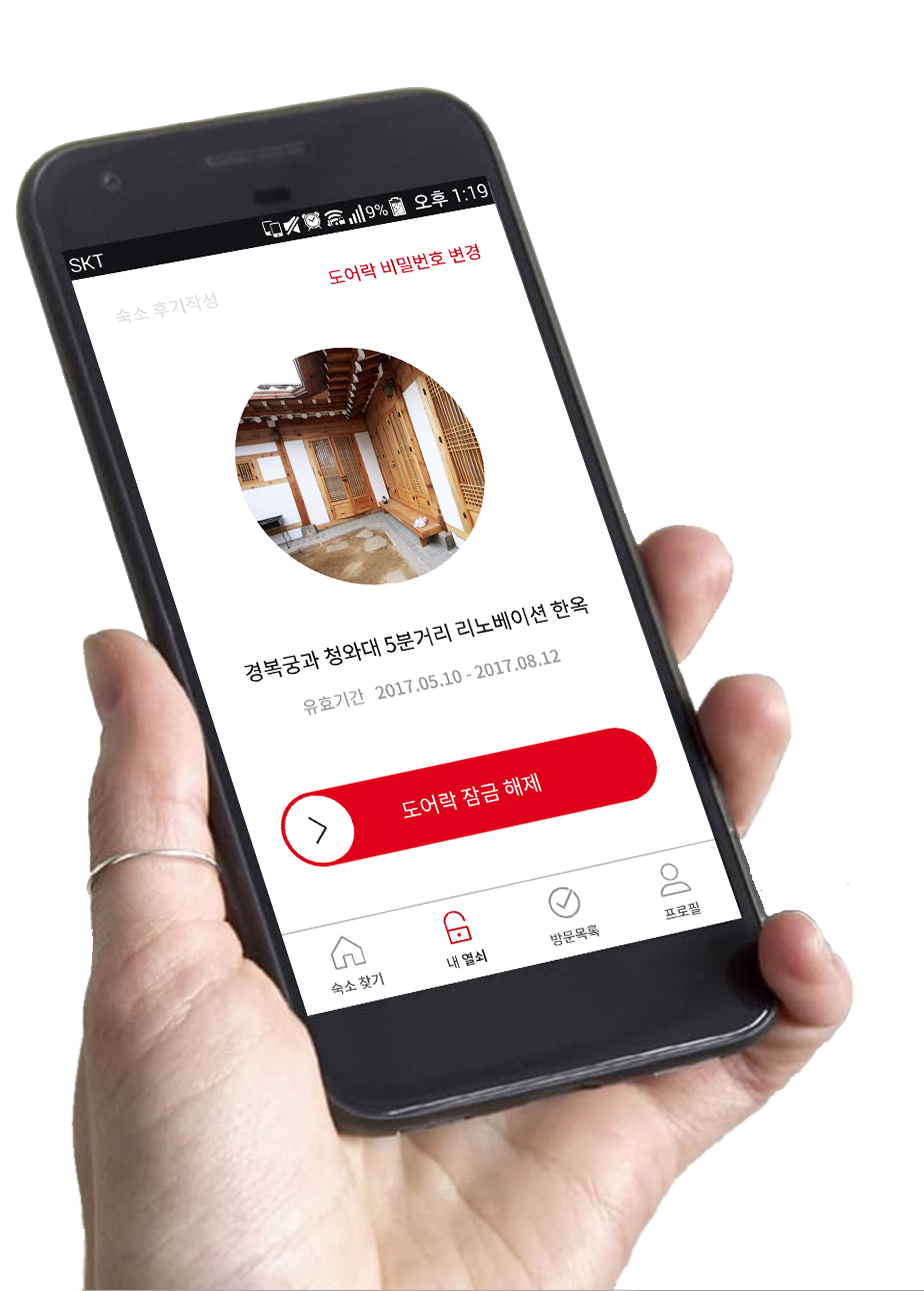 SKT 9% 오후 1:19
도어락 비밀번호 변경
숙소 후기작성
경복궁과 청와대 5분거리 리노베이션 한옥
유효기간 2017.05.10 - 2017.08.12
도어락 잠금 해제
숙소 찾기 내 열쇠 방문목록 프로필